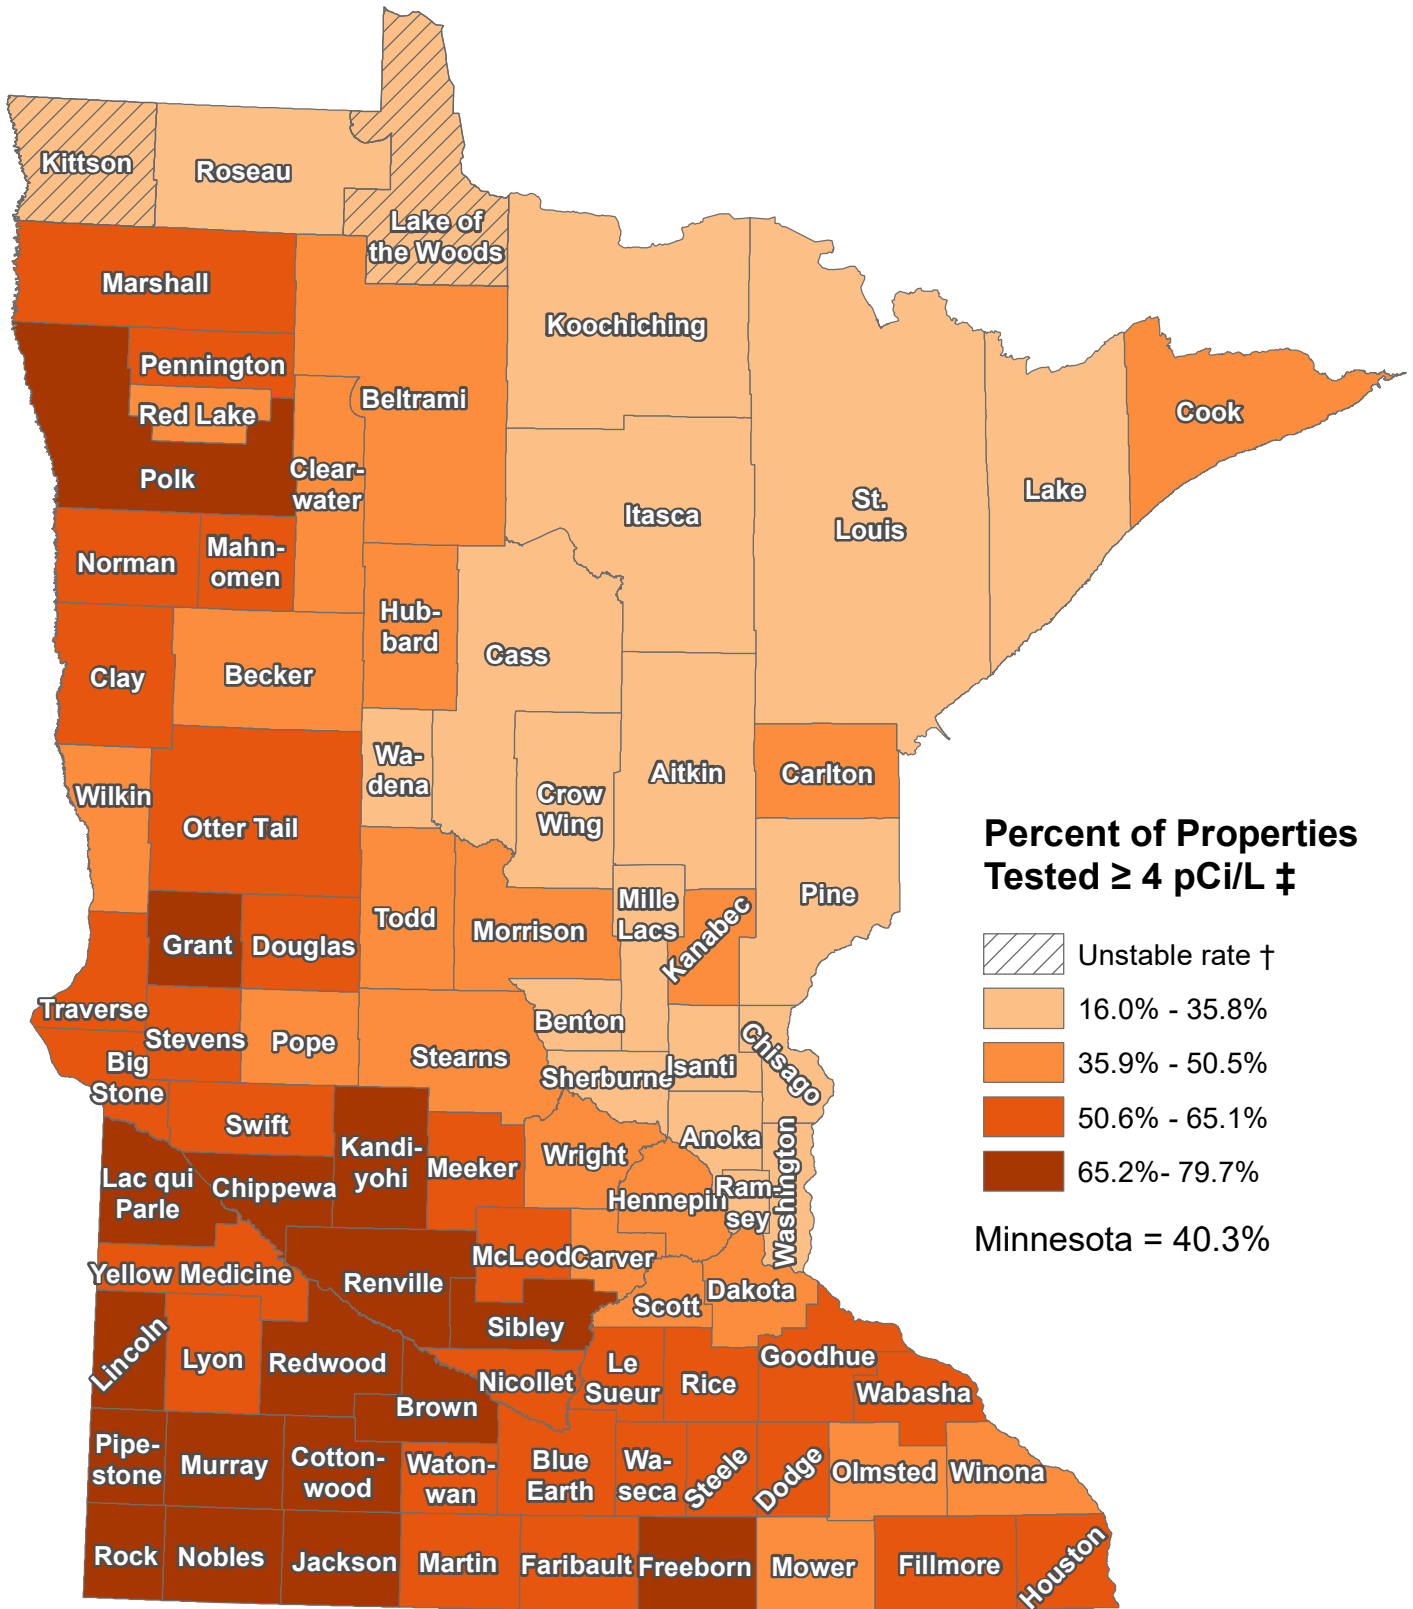 Kittson
Roseau
Lake of
the Woods
Marshall
Koochiching
Pennington
Beltrami
Red Lake
Cook
Polk
Clear-
water
Lake
St.
Louis
Itasca
Norman
Mahn-
omen
Hub-
bard
Cass
Clay
Becker
Wa-
dena
Aitkin
Carlton
Wilkin
Crow
Wing
Otter Tail
Percent of Properties
Tested ≥ 4 pCi/L ‡
Unstable rate †
16.0% - 35.8%
35.9% - 50.5%
50.6% - 65.1%
65.2%- 79.7%
Minnesota = 40.3%
Pine
Mille
Lacs
Todd
Morrison
Kanabec
Grant
Douglas
Traverse
Benton
Stevens
Pope
Stearns
Big
Stone
Isanti
Chisago
Sherburne
Swift
Kandi-
yohi
Anoka
Wright
Meeker
Washington
Lac qui
Parle
Chippewa
Hennepin
Ram-
sey
McLeod
Carver
Yellow Medicine
Renville
Dakota
Scott
Sibley
Lincoln
Lyon
Redwood
Goodhue
Le
Sueur
Rice
Nicollet
Wabasha
Brown
Pipe-
stone
Murray
Cotton-
wood
Waton-
wan
Blue
Earth
Wa-
seca
Steele
Dodge
Olmsted
Winona
Rock
Nobles
Jackson
Martin
Faribault
Freeborn
Mower
Fillmore
Houston